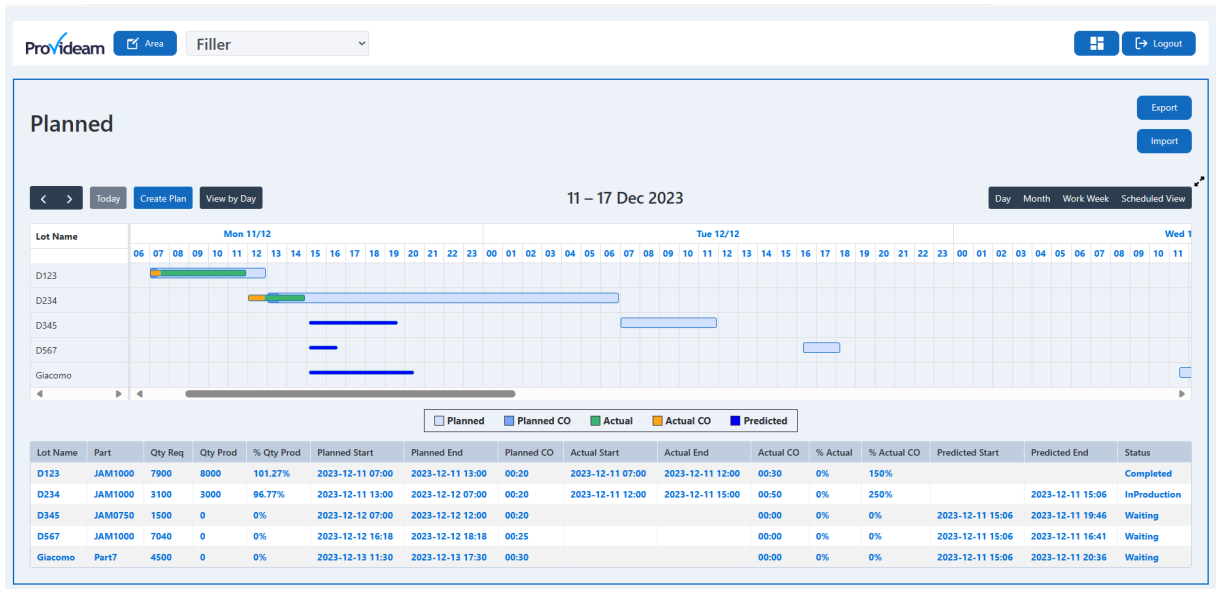 Provideam Area Filler Logout
Planned
Export
Import
Today Create Plan View by Day 11 – 17 Dec 2023 Day Month Work Week Scheduled View
Lot Name Mon 11/12 Tue 12/12 Wed 1
06 07 08 09 10 11 12 13 14 15 16 17 18 19 20 21 22 23 00 01 02 03 04 05 06 07 08 09 10 11 12 13 14 15 16 17 18 19 20 21 22 23 00 01 02 03 04 05 06 07 08 09 10 11
D123
D234
D345
D567
Giacomo
Planned Planned CO Actual Actual CO Predicted
Lot Name Part Qty Req Qty Prod % Qty Prod Planned Start Planned End Planned CO Actual Start Actual End Actual CO % Actual % Actual CO Predicted Start Predicted End Status
D123 JAM1000 7900 8000 101.27% 2023-12-11 07:00 2023-12-11 13:00 00:20 2023-12-11 07:00 2023-12-11 12:00 00:30 0% 150% Completed
D234 JAM1000 3100 3000 96.77% 2023-12-11 13:00 2023-12-12 07:00 00:20 2023-12-11 12:00 2023-12-11 15:00 00:50 0% 250% 2023-12-11 15:06 InProduction
D345 JAM0750 1500 0 0% 2023-12-12 07:00 2023-12-12 12:00 00:20 00:00 0% 0% 2023-12-11 15:06 2023-12-11 19:46 Waiting
D567 JAM1000 7040 0 0% 2023-12-12 16:18 2023-12-12 18:18 00:25 00:00 0% 0% 2023-12-11 15:06 2023-12-11 16:41 Waiting
Giacomo Part7 4500 0 0% 2023-12-13 11:30 2023-12-13 17:30 00:30 00:00 0% 0% 2023-12-11 15:06 2023-12-11 20:36 Waiting